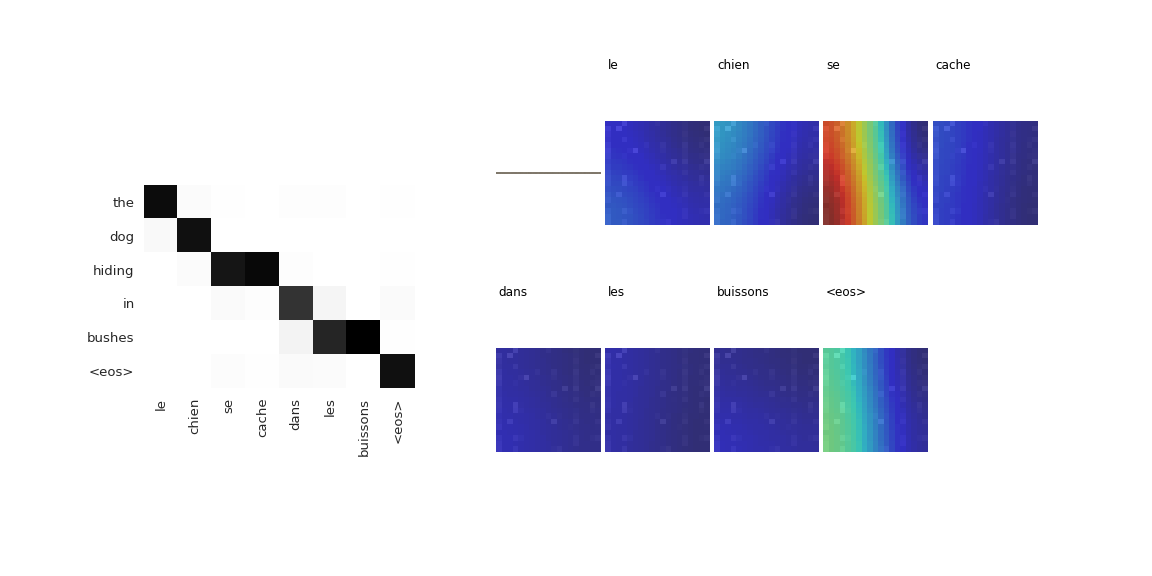 the
dog
hiding
in
bushes
<eos>
le
chien
se
cache
dans
les
buissons
<eos>
le chien se cache
dans les buissons <eos>